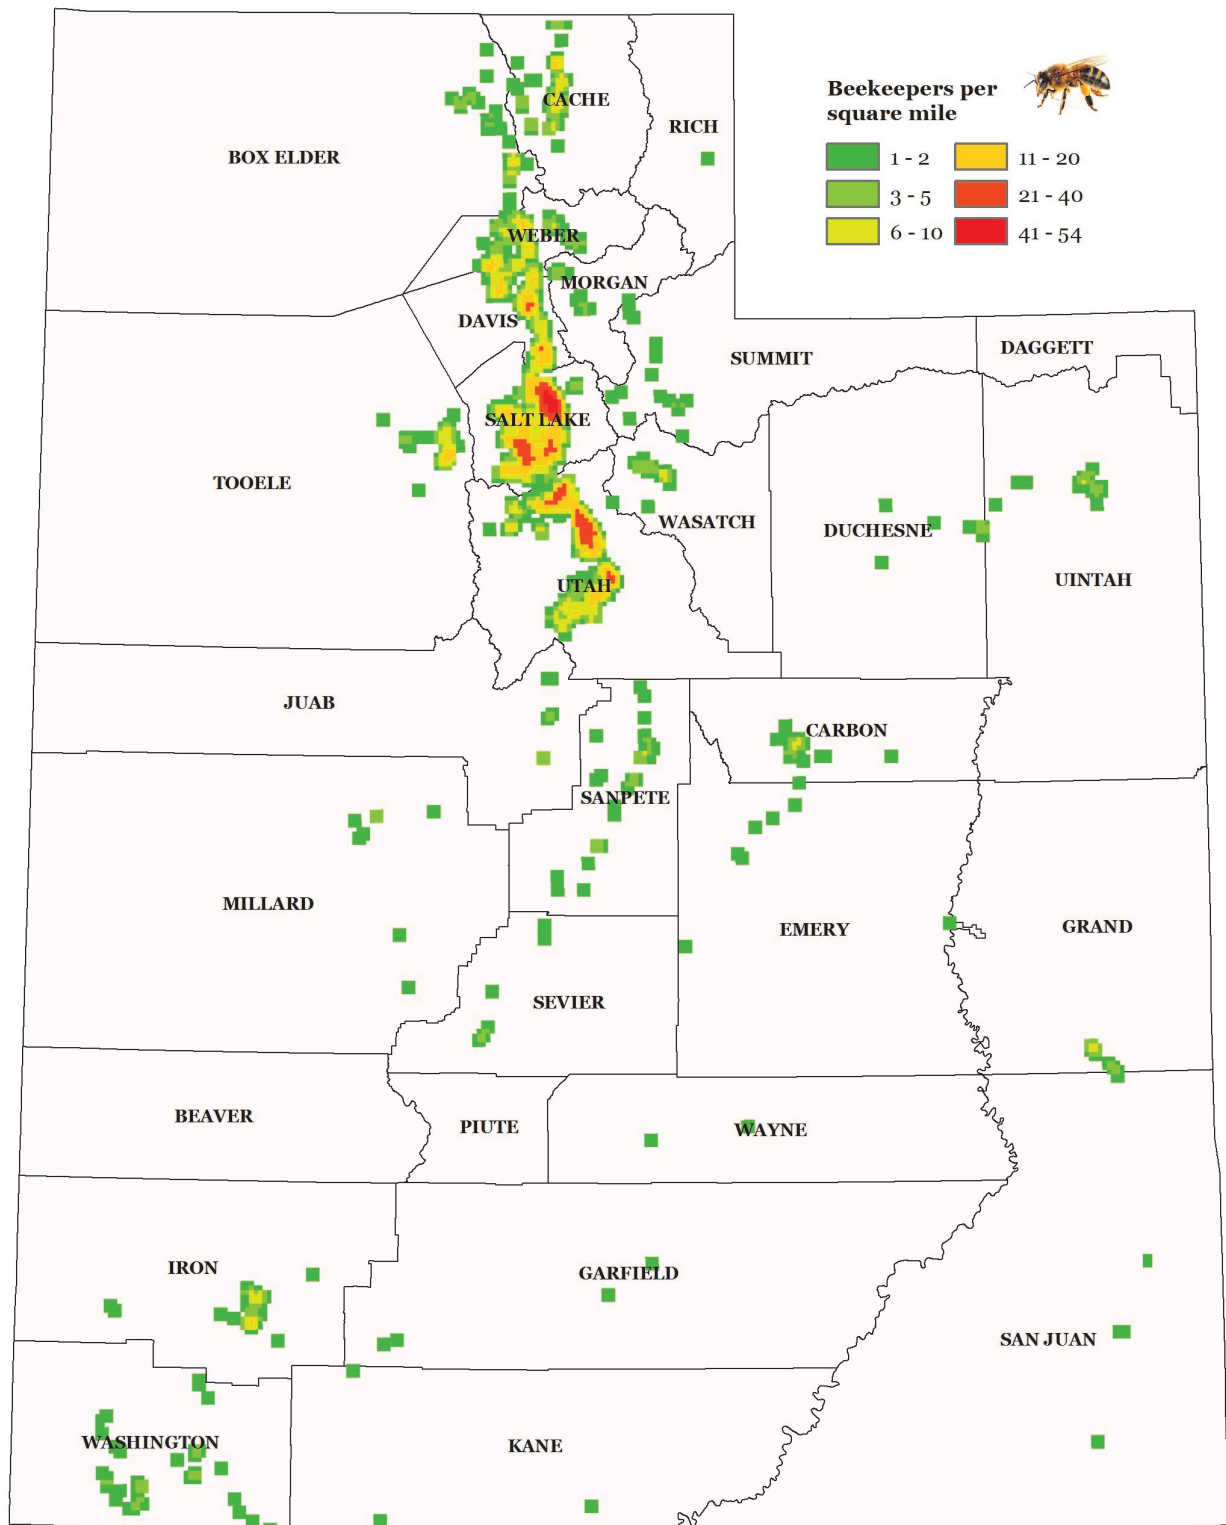 Beekeepers per
square mile
1 - 2
11 - 20
3 - 5
21 - 40
6 - 10
41 - 54
CACHE
RICH
BOX ELDER
WEBER
MORGAN
DAVIS
SUMMIT
DAGGETT
SALT LAKE
TOOELE
WASATCH
DUCHESNE
UINTAH
UTAH
JUAB
CARBON
SANPETE
MILLARD
EMERY
GRAND
SEVIER
BEAVER
PIUTE
WAYNE
IRON
GARFIELD
SAN JUAN
WASHINGTON
KANE